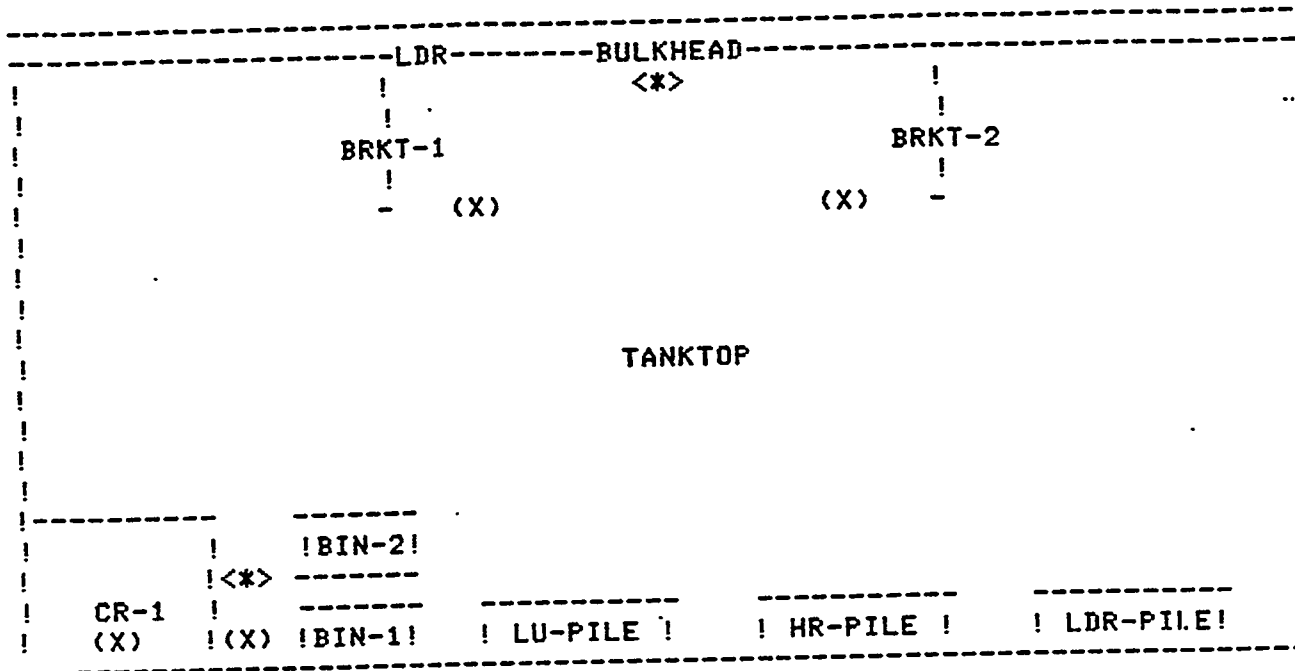 LDR BULKHEAD
<*>
BRKT-1 BRKT-2
(X) (X)
TANKTOP
BIN-2
<*>
CR-1
(X) (X) BIN-1 LU-PILE HR-PILE LDR-PILE